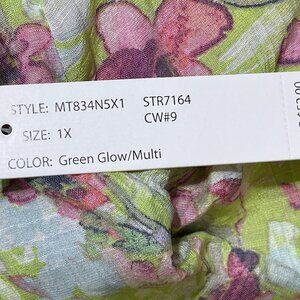 STYLE: MT834N5X1 STR7164
CW#9
SIZE: 1X
COLOR: Green Glow/Multi